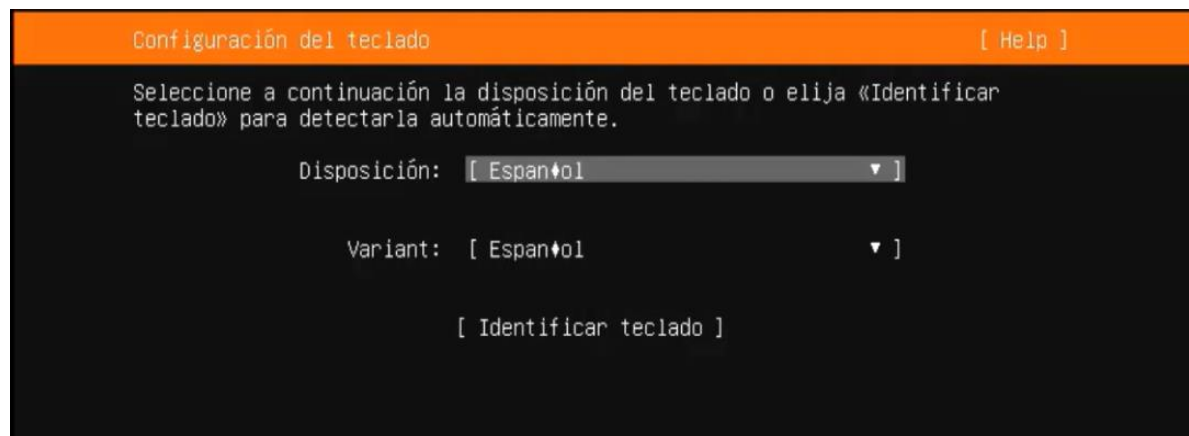 Configuración del teclado [ Help ]
Seleccione a continuación la disposición del teclado o elija «Identificar
teclado» para detectarla automáticamente.
Disposición: [ Espan♦ol ▾ ]
Variant: [ Espan♦ol ▾ ]
[ Identificar teclado ]